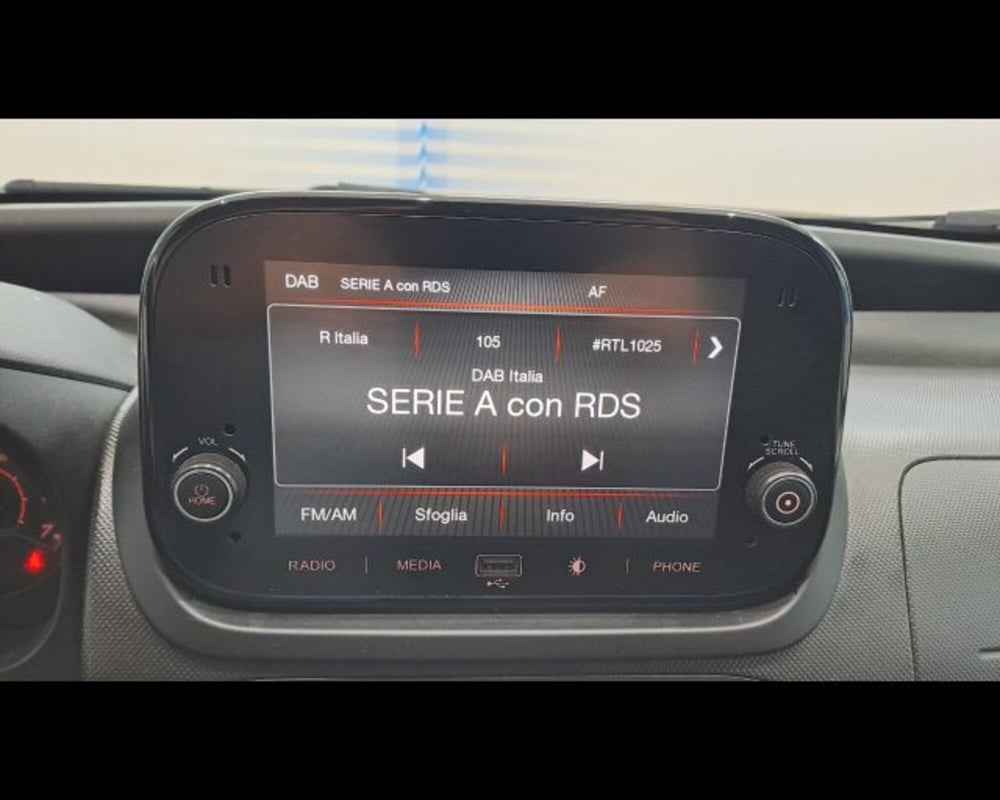 DAB SERIE A con RDS AF
R Italia 105 #RTL1025
DAB Italia
SERIE A con RDS
FM/AM Sfoglia Info Audio
VOL
HOME
TUNE
SCROLL
RADIO MEDIA PHONE
7